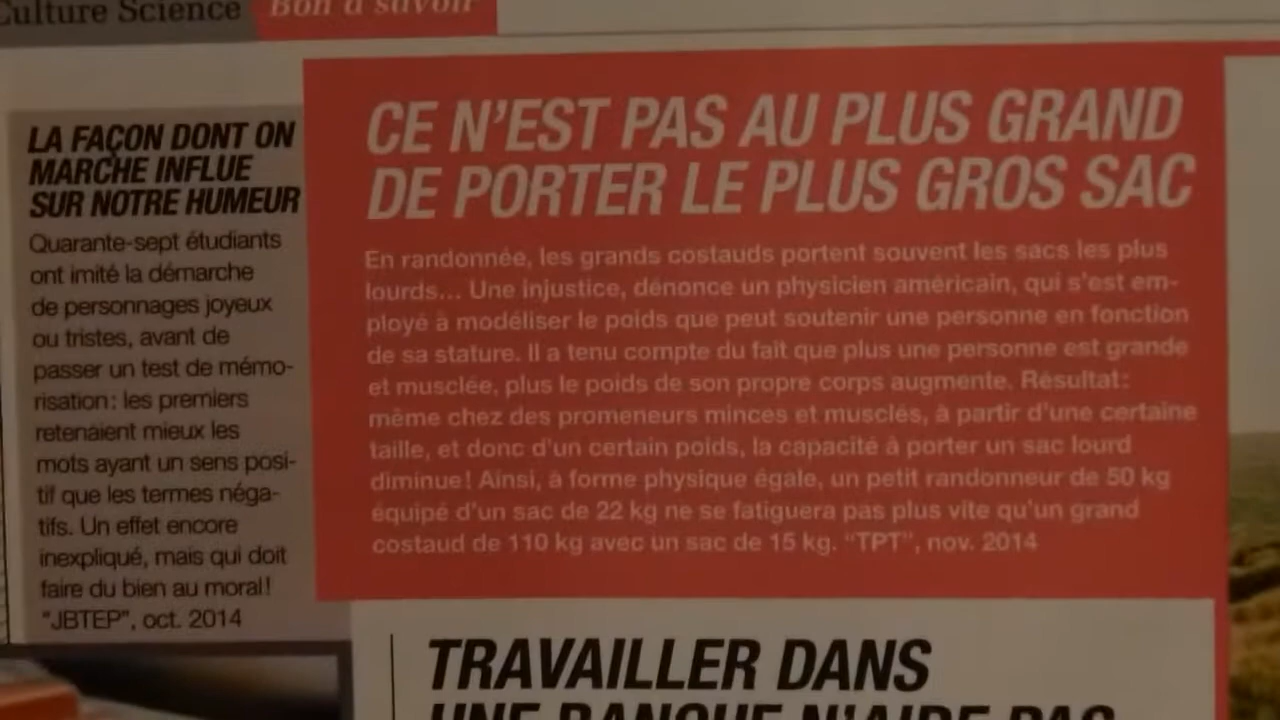 Culture Science
Bon à savoir
LA FAÇON DONT ON
MARCHE INFLUE
SUR NOTRE HUMEUR
Quarante-sept étudiants
ont imité la démarche
de personnages joyeux
ou tristes, avant de
passer un test de mémo-
risation: les premiers
retenaient mieux les
mots ayant un sens posi-
tif que les termes néga-
tifs. Un effet encore
inexpliqué, mais qui doit
faire du bien au moral!
"JBTEP", oct. 2014
CE N'EST PAS AU PLUS GRAND
DE PORTER LE PLUS GROS SAC
En randonnée, les grands costauds portent souvent les sacs les plus
lourds... Une injustice, dénonce un physicien américain, qui s'est em-
ployé à modéliser le poids que peut soutenir une personne en fonction
de sa stature. Il a tenu compte du fait que plus une personne est grande
et musclée, plus le poids de son propre corps augmente. Résultat:
même chez des promeneurs minces et musclés, à partir d'une certaine
taille, et donc d'un certain poids, la capacité à porter un sac lourd
diminue! Ainsi, à forme physique égale, un petit randonneur de 50 kg
équipé d'un sac de 22 kg ne se fatiguera pas plus vite qu'un grand
costaud de 110 kg avec un sac de 15 kg. "TPT", nov. 2014
TRAVAILLER DANS
UNE BANQUE N'AIDE PAS